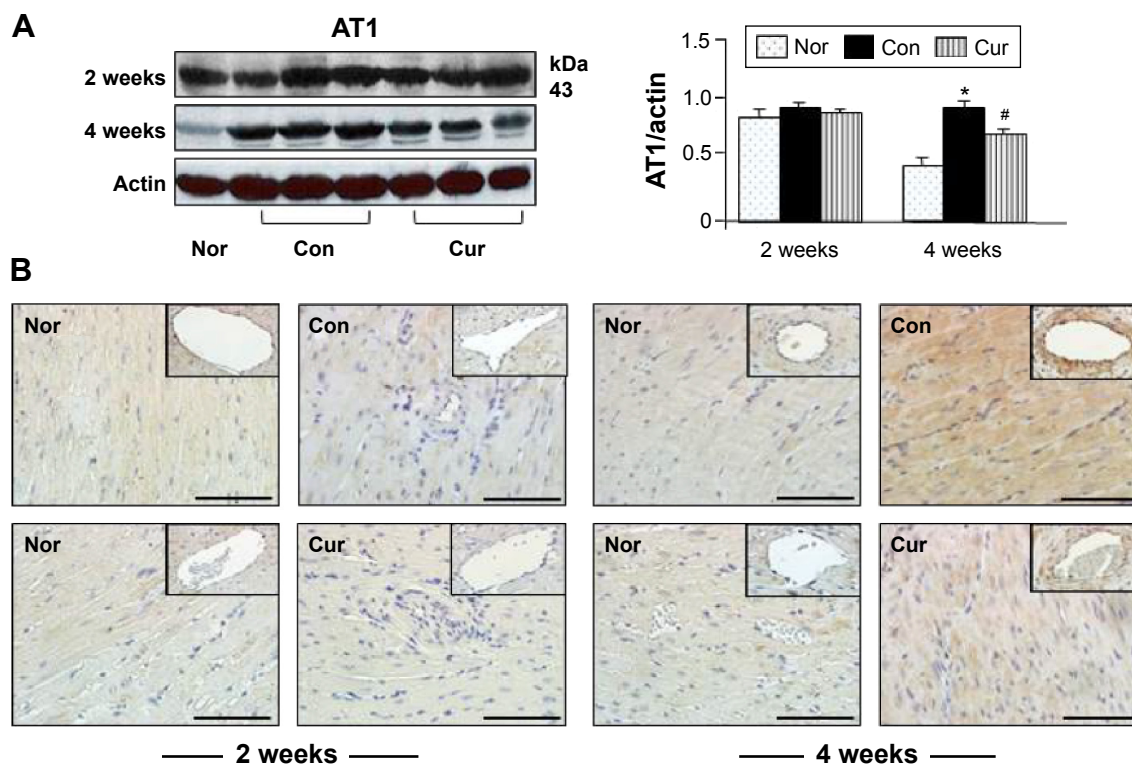 A
AT1
2 weeks
kDa
43
4 weeks
Actin
Nor Con Cur
1.5
1.0
0.5
0
AT1/actin
Nor Con Cur
*
#
2 weeks 4 weeks
B
Nor Con Nor Con
Nor Cur Nor Cur
2 weeks 4 weeks